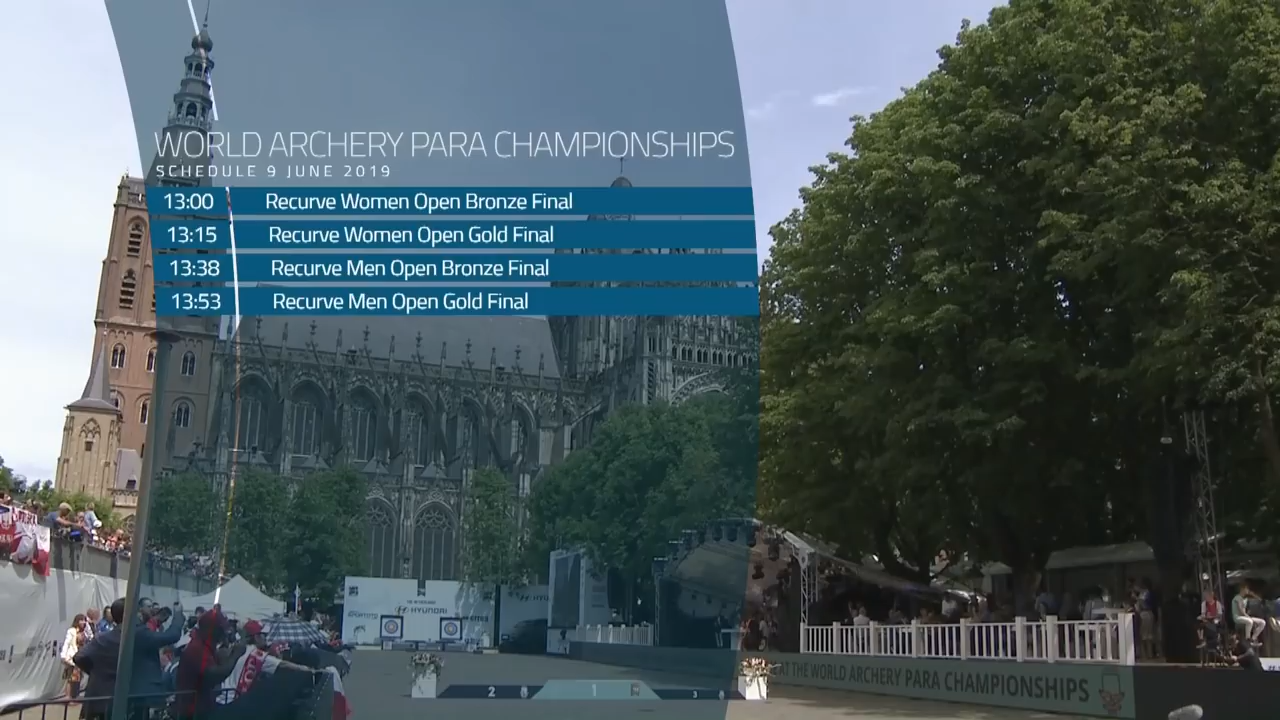 WORLD ARCHERY PARA CHAMPIONSHIPS
SCHEDULE 9 JUNE 2019
13:00 Recurve Women Open Bronze Final
13:15 Recurve Women Open Gold Final
13:38 Recurve Men Open Bronze Final
13:53 Recurve Men Open Gold Final
HYUNDAI
2 1 3
AT THE WORLD ARCHERY PARA CHAMPIONSHIPS